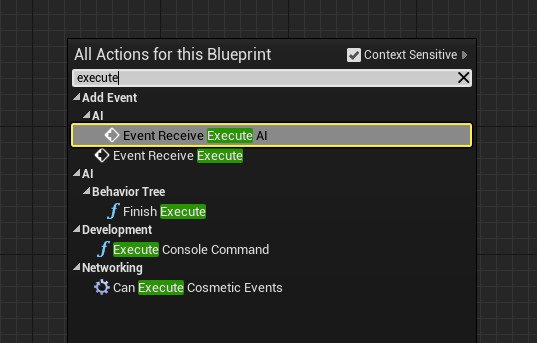 All Actions for this Blueprint Context Sensitive
execute
Add Event
AI
Event Receive Execute AI
Event Receive Execute
AI
Behavior Tree
Finish Execute
Development
Execute Console Command
Networking
Can Execute Cosmetic Events